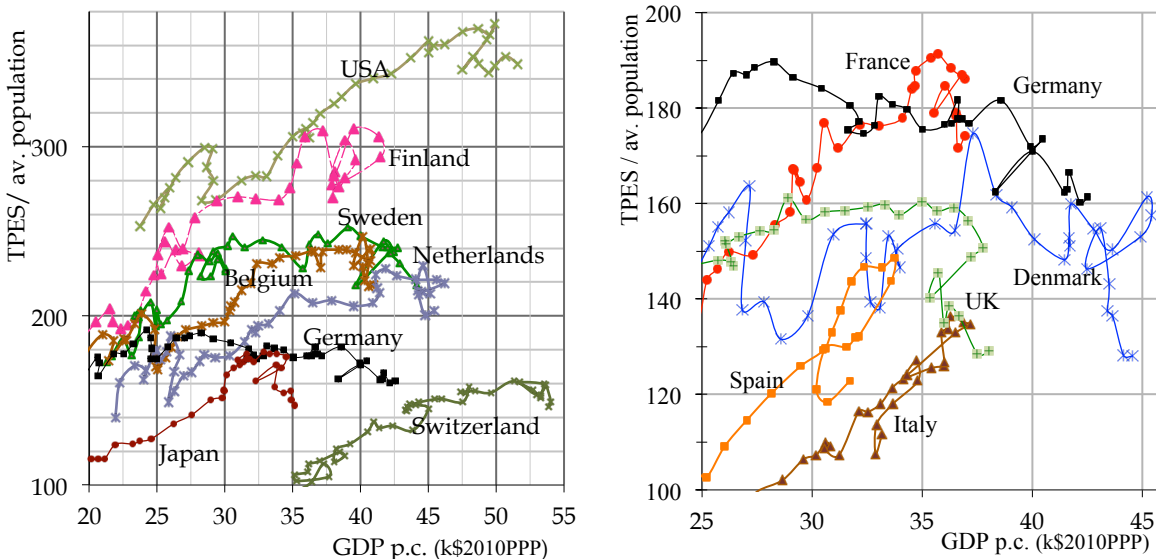 TPES/ av. population
300
200
100
20 25 30 35 40 45 50 55
GDP p.c. (k$2010PPP)
USA
Finland
Sweden
Netherlands
Belgium
Germany
Japan
Switzerland
TPES / av. population
200
180
160
140
120
100
25 30 35 40 45
GDP p.c. (k$2010PPP)
France
Germany
Denmark
UK
Spain
Italy